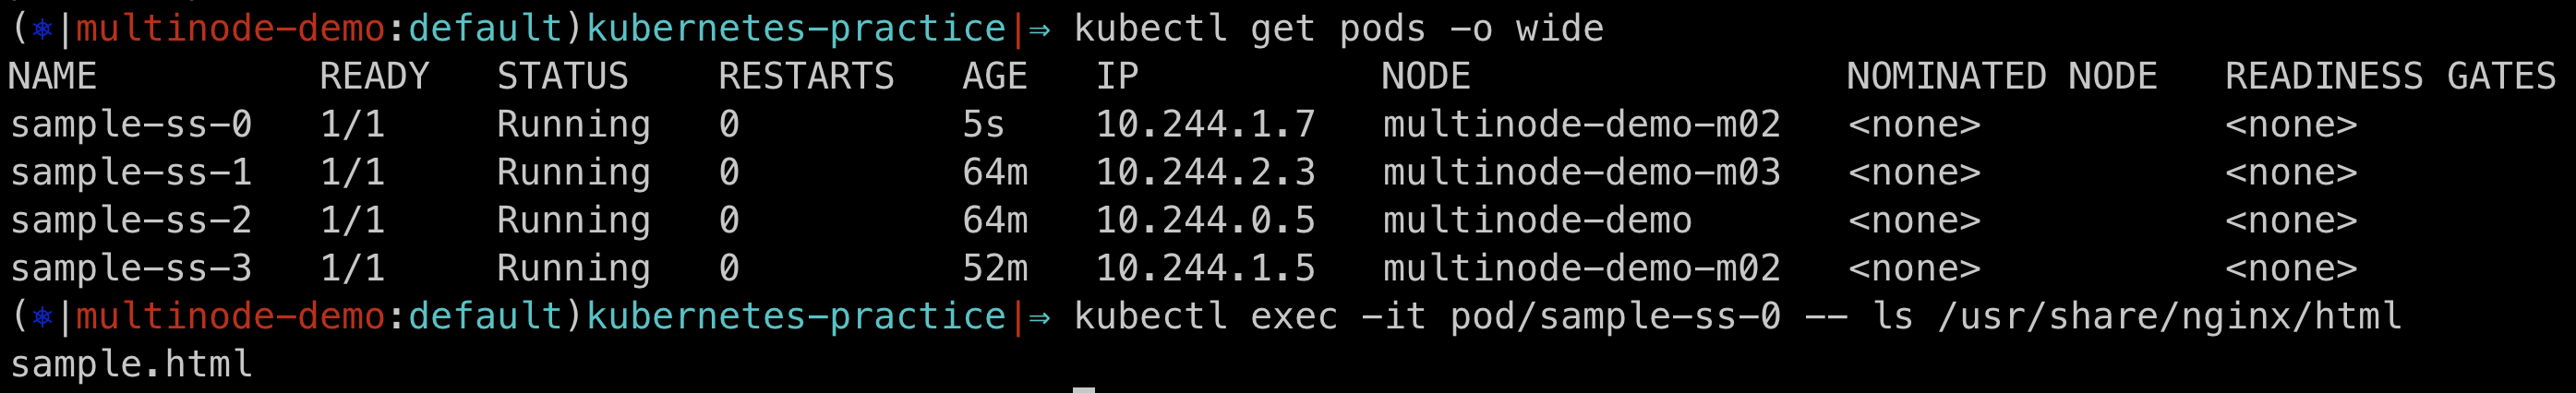 (⎈|multinode-demo:default)kubernetes-practice|⇒ kubectl get pods -o wide
NAME READY STATUS RESTARTS AGE IP NODE NOMINATED NODE READINESS GATES
sample-ss-0 1/1 Running 0 5s 10.244.1.7 multinode-demo-m02 <none> <none>
sample-ss-1 1/1 Running 0 64m 10.244.2.3 multinode-demo-m03 <none> <none>
sample-ss-2 1/1 Running 0 64m 10.244.0.5 multinode-demo <none> <none>
sample-ss-3 1/1 Running 0 52m 10.244.1.5 multinode-demo-m02 <none> <none>
(⎈|multinode-demo:default)kubernetes-practice|⇒ kubectl exec -it pod/sample-ss-0 -- ls /usr/share/nginx/html
sample.html